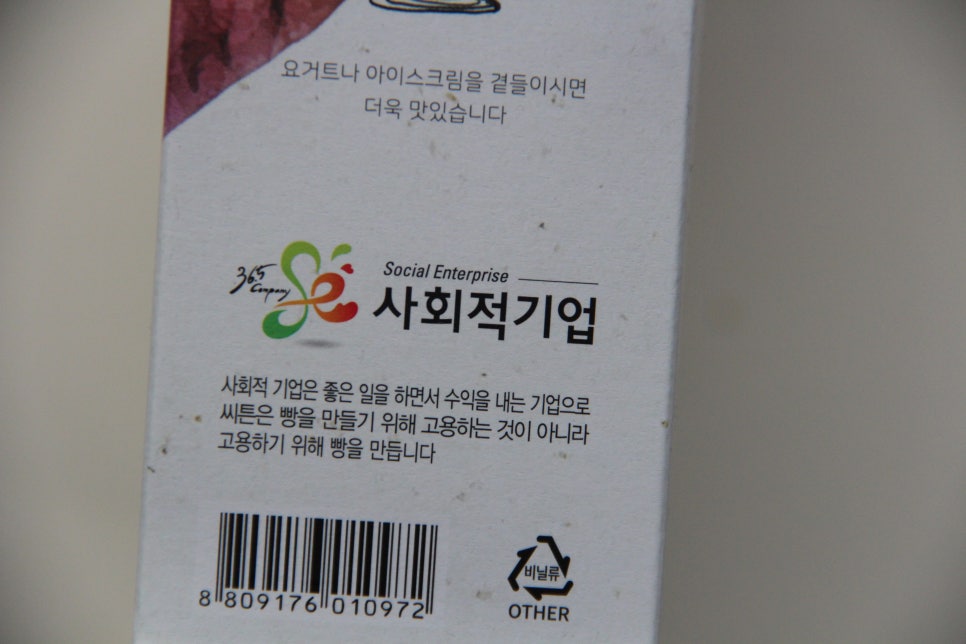 요거트나 아이스크림을 곁들이시면
더욱 맛있습니다
365
Company
Se
Social Enterprise
사회적기업
사회적 기업은 좋은 일을 하면서 수익을 내는 기업으로
씨튼은 빵을 만들기 위해 고용하는 것이 아니라
고용하기 위해 빵을 만듭니다
8 809176 010972
비닐류
OTHER